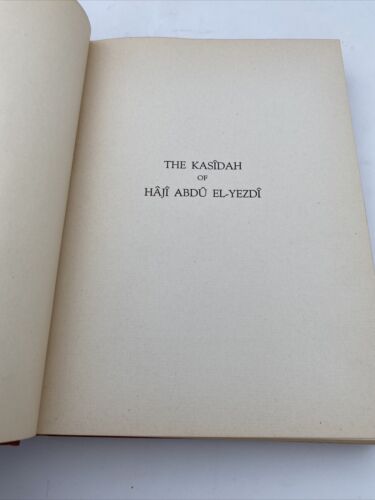 THE KASÎDAH
OF
HÂJÎ ABDÛ EL-YEZDÎ